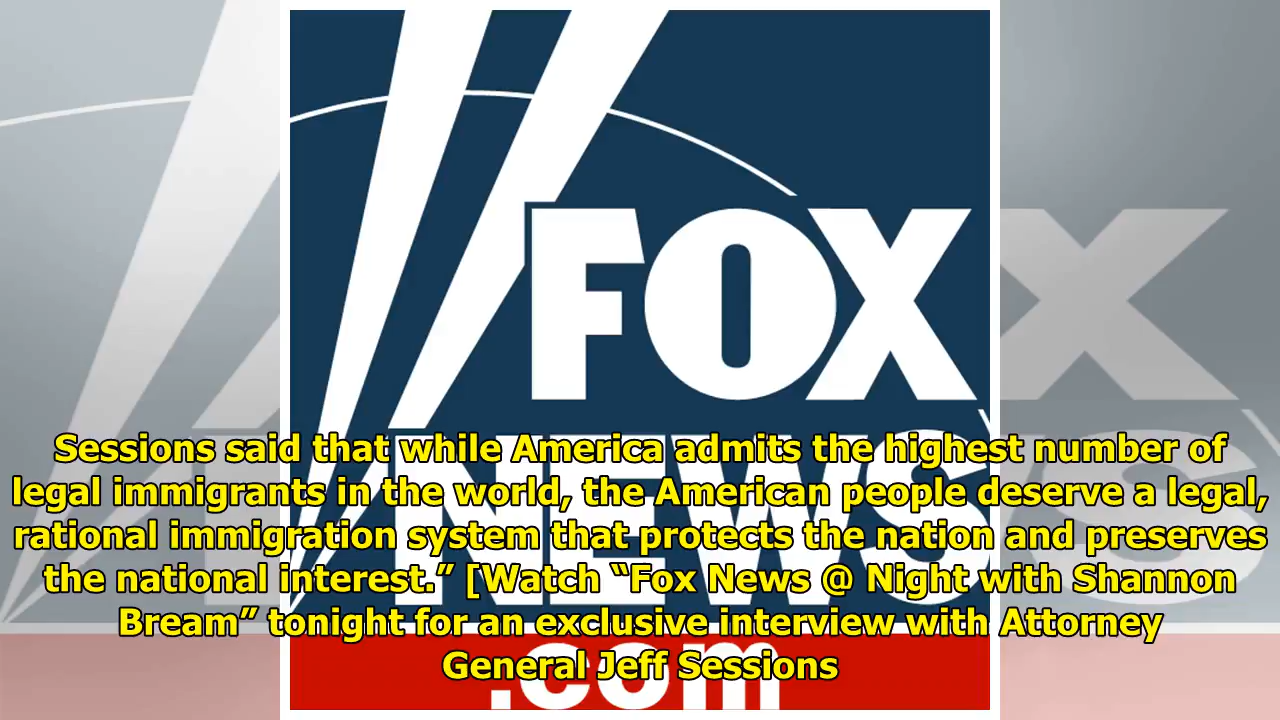 FOX
NEWS
.com
Sessions said that while America admits the highest number of
legal immigrants in the world, the American people deserve a legal,
rational immigration system that protects the nation and preserves
the national interest.” [Watch “Fox News @ Night with Shannon
Bream” tonight for an exclusive interview with Attorney
General Jeff Sessions